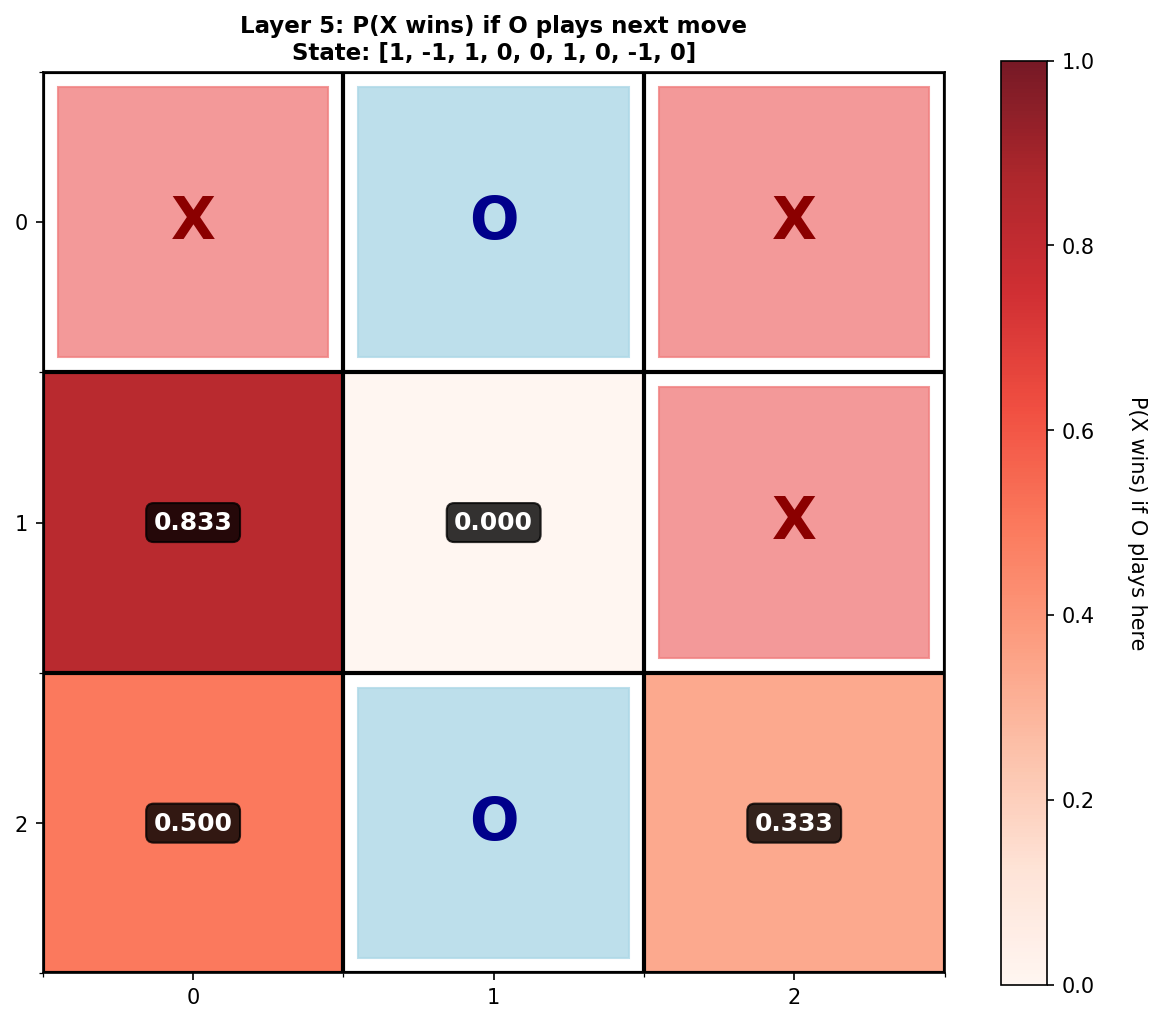 Layer 5: P(X wins) if O plays next move
State: [1, -1, 1, 0, 0, 1, 0, -1, 0]
0
X
O
X
1
0.833
0.000
X
2
0.500
O
0.333
0
1
2
1.0
0.8
0.6
0.4
0.2
0.0
P(X wins) if O plays here